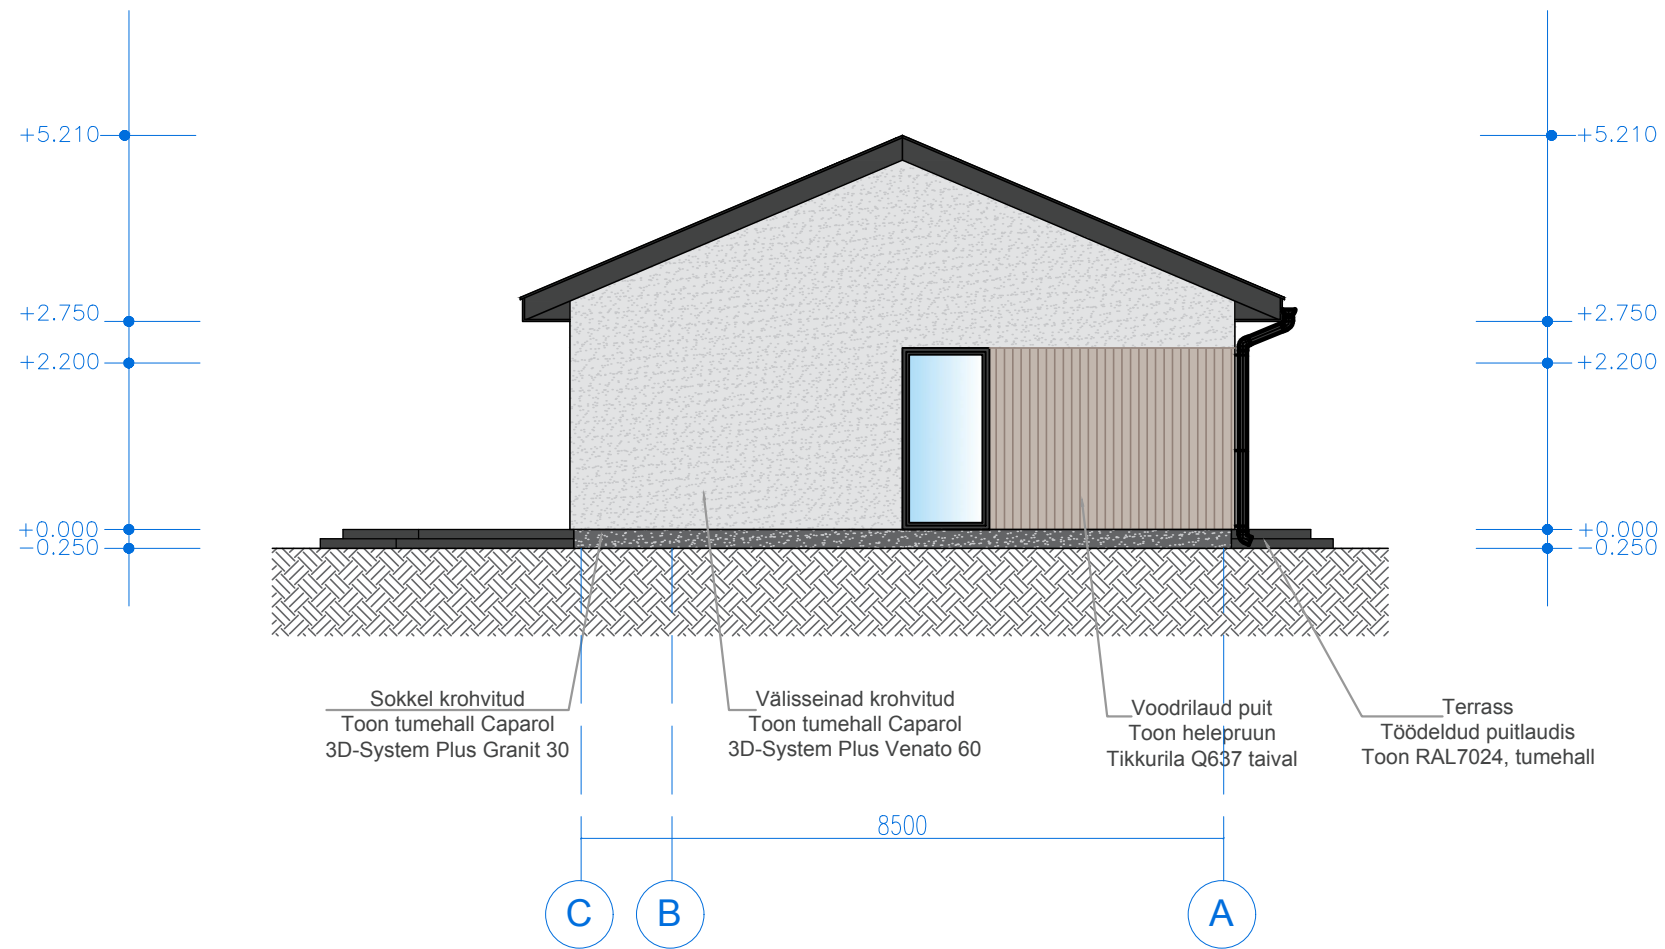 +5.210
+5.210
+2.750
+2.750
+2.200
+2.200
+0.000
+0.000
-0.250
-0.250
Sokkel krohvitud
Toon tumehall Caparol
3D-System Plus Granit 30
Välisseinad krohvitud
Toon tumehall Caparol
3D-System Plus Venato 60
Voodrilaud puit
Toon helepruun
Tikkurila Q637 taival
Terrass
Töödeldud puitlaudis
Toon RAL7024, tumehall
8500
C
B
A